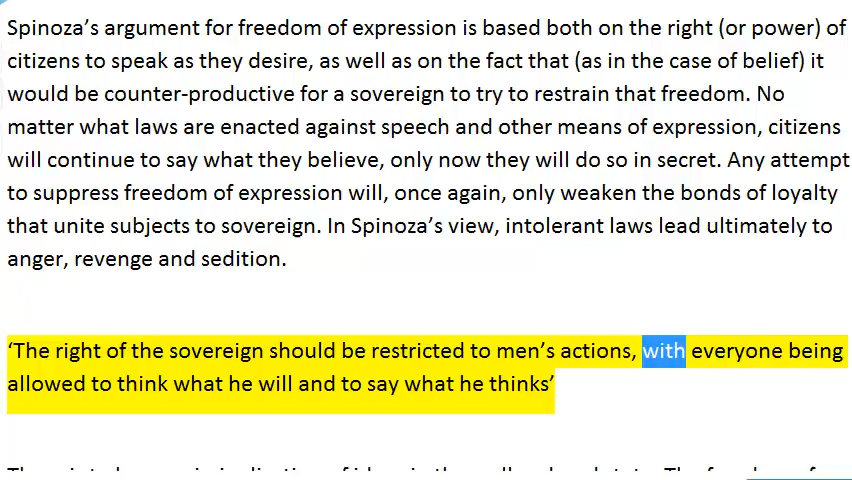 Spinoza’s argument for freedom of expression is based both on the right (or power) of
citizens to speak as they desire, as well as on the fact that (as in the case of belief) it
would be counter-productive for a sovereign to try to restrain that freedom. No
matter what laws are enacted against speech and other means of expression, citizens
will continue to say what they believe, only now they will do so in secret. Any attempt
to suppress freedom of expression will, once again, only weaken the bonds of loyalty
that unite subjects to sovereign. In Spinoza’s view, intolerant laws lead ultimately to
anger, revenge and sedition.
‘The right of the sovereign should be restricted to men’s actions, with everyone being
allowed to think what he will and to say what he thinks’